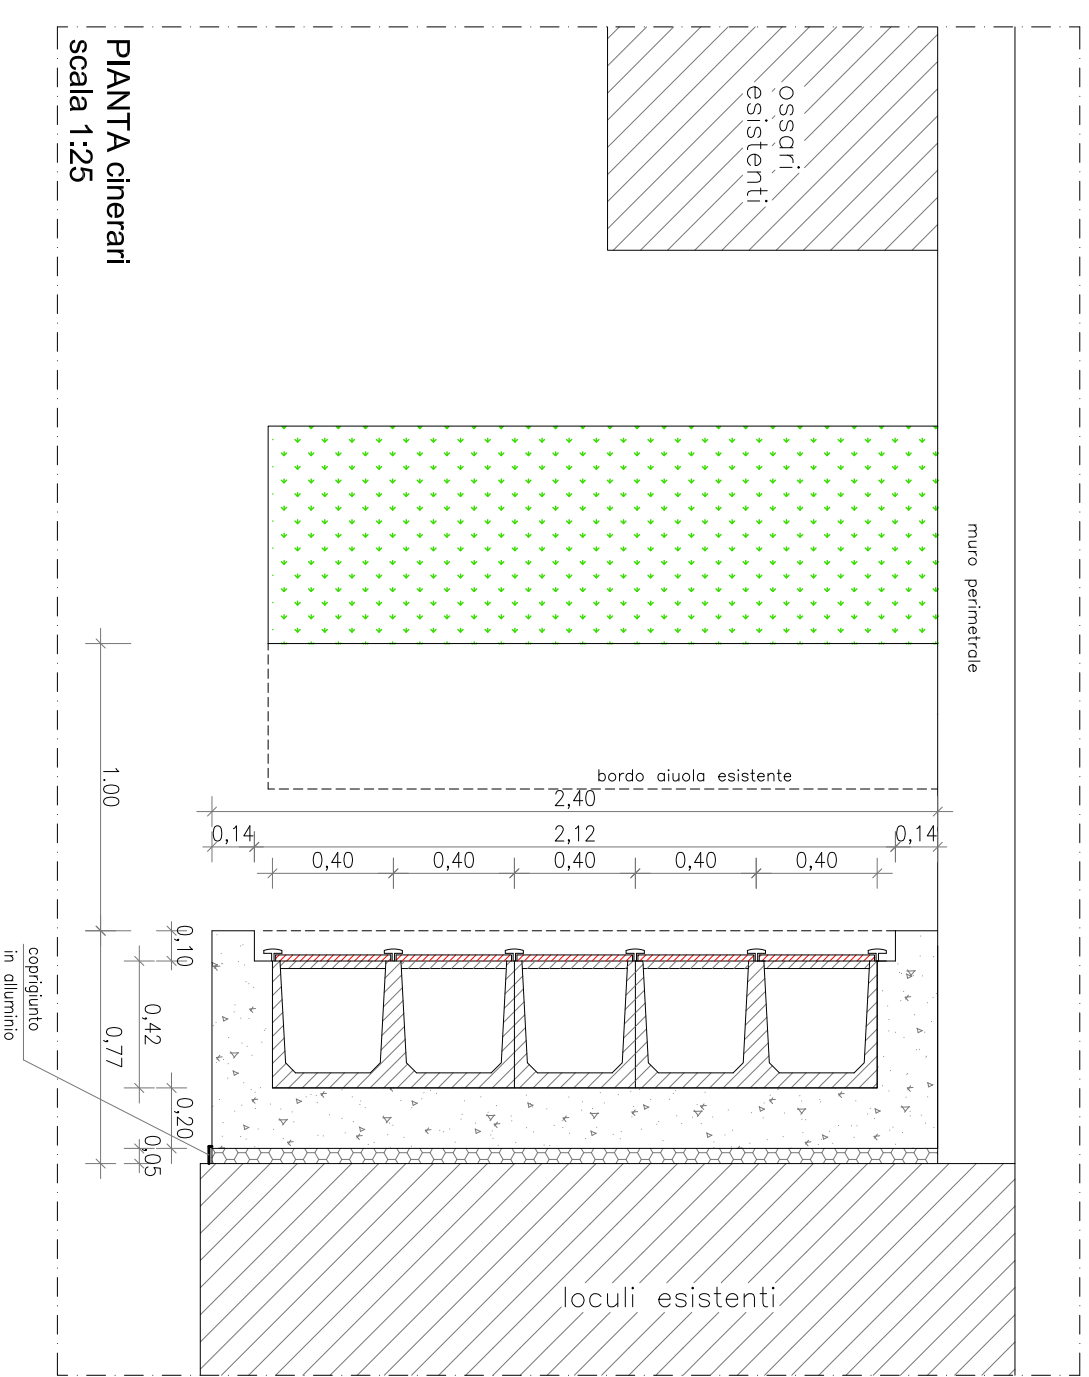 PIANTA cinerari
scala 1:25
ossari
esistenti
muro perimetrale
bordo aiuola esistente
2,40
0,14
2,12
0,14
0,40
0,40
0,40
0,40
0,40
1.00
0,10
0,42
0,77
0,20
0,05
coprigiunto
in alluminio
loculi esistenti